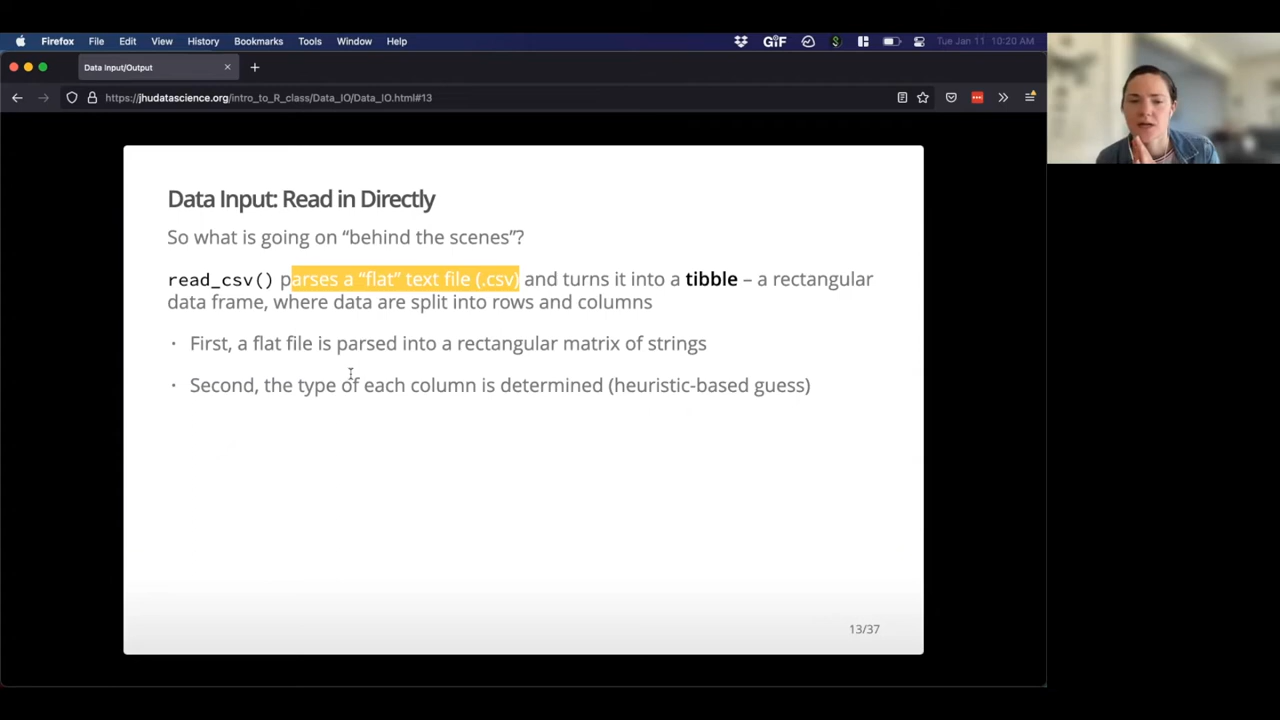 Firefox File Edit View History Bookmarks Tools Window Help GIF Tue Jan 11 10:20 AM
Data Input/Output
https://jhudatascience.org/intro_to_R_class/Data_IO/Data_IO.html#13
Data Input: Read in Directly
So what is going on “behind the scenes”?
read_csv() parses a “flat” text file (.csv) and turns it into a tibble – a rectangular
data frame, where data are split into rows and columns
· First, a flat file is parsed into a rectangular matrix of strings
· Second, the type of each column is determined (heuristic-based guess)
13/37